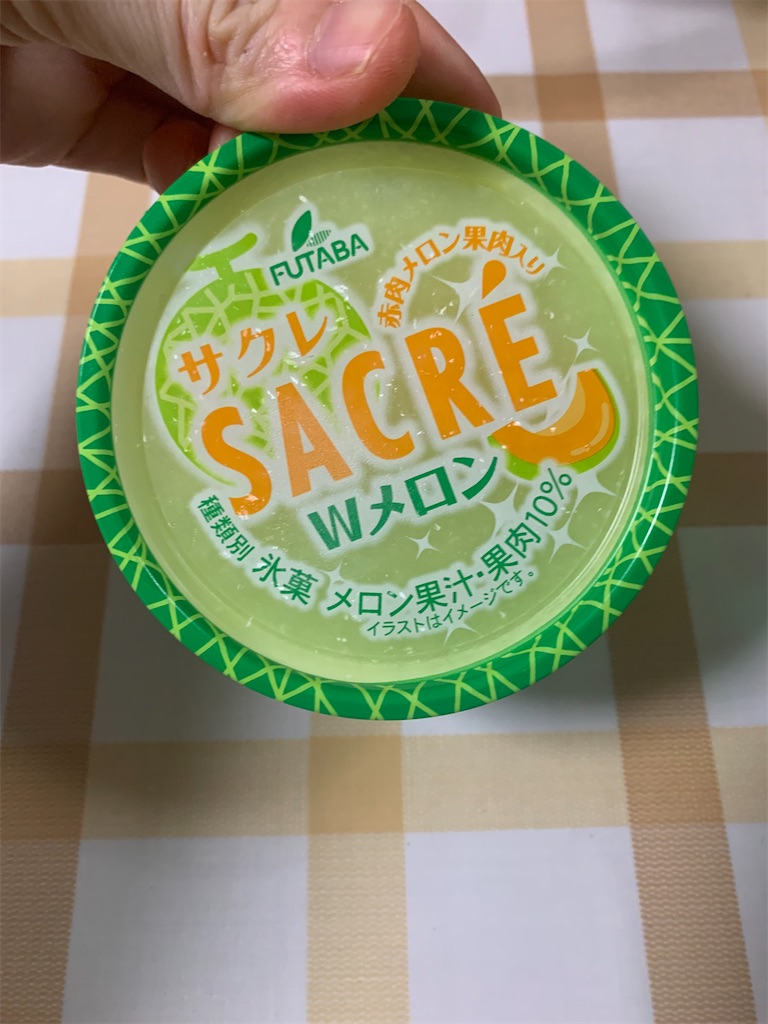 FUTABA
赤肉メロン果肉入り
サクレ
SACRÉ
Wメロン
種類別 氷菓 メロン果汁・果肉10%
イラストはイメージです。